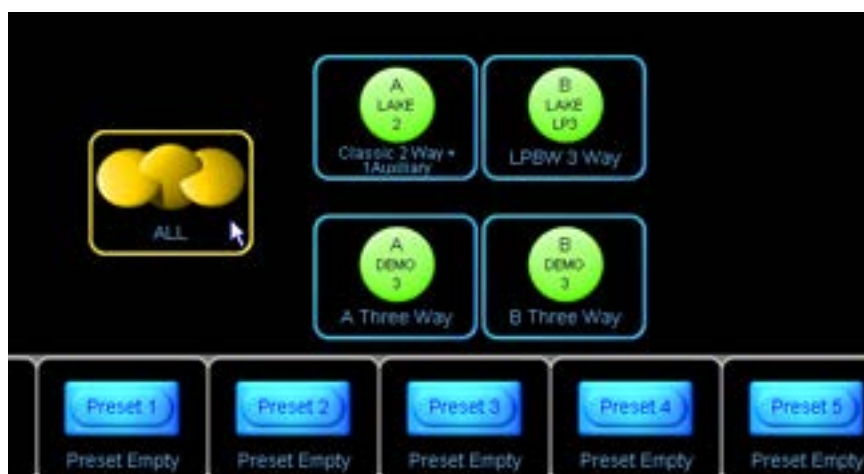 A
LAKE
2
Classic 2 Way +
1Auxiliary
B
LAKE
LP3
LPBW 3 Way
ALL
A
DEMO
3
A Three Way
B
DEMO
3
B Three Way
Preset 1
Preset 2
Preset 3
Preset 4
Preset 5
Preset Empty
Preset Empty
Preset Empty
Preset Empty
Preset Empty